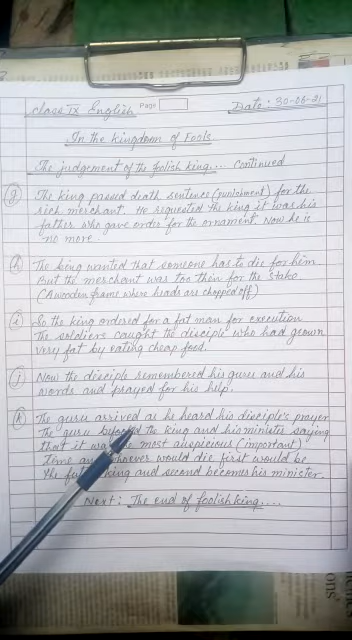 Class IX English Page
Date: 30-06-21
In the kingdom of Fools.
The judgement of the foolish king.... Continued
(g) The king passed death sentence (punishment) for the
rich merchant. He requested the king it was his
father who gave order for the ornament. Now he is
no more.
(h) The king wanted that someone has to die for him
But the merchant was too thin for the stake
(A wooden frame where heads are chopped off)
(i) So the king ordered for a fat man for execution
The soldiers caught the disciple who had grown
very fat by eating cheap food.
(j) Now the disciple remembered his guru and his
words and prayed for his help.
(k) The guru arrived as he heard his disciple's prayer
The guru the king and his minister saying
that it was the most auspicious (important)
Time and whoever would die first would be
the king and second becomes his minister.
Next: The end of foolish king.....